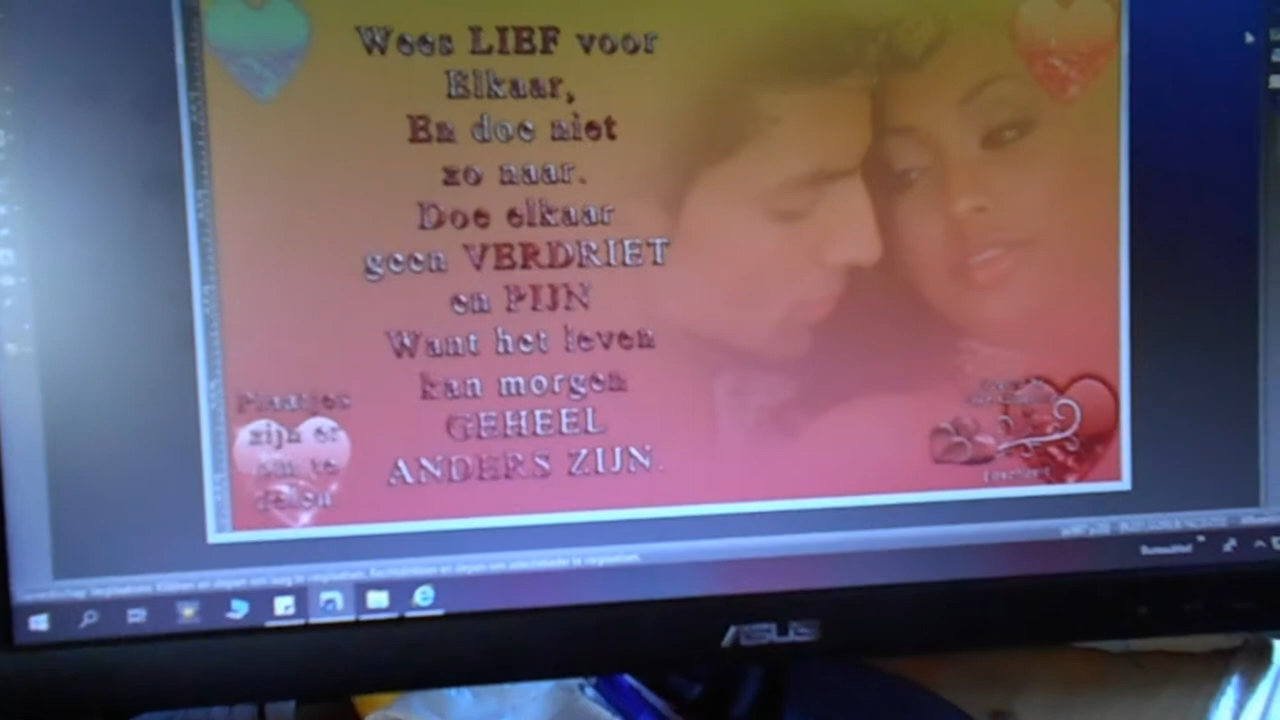 Wees LIEF voor
Elkaar,
En doe niet
zo naar.
Doe elkaar
geen VERDRIET
en PIJN
Want het leven
kan morgen
GEHEEL
ANDERS ZIJN.
Plaatjes
zijn er
om te
delen
Bureaublad
ASUS